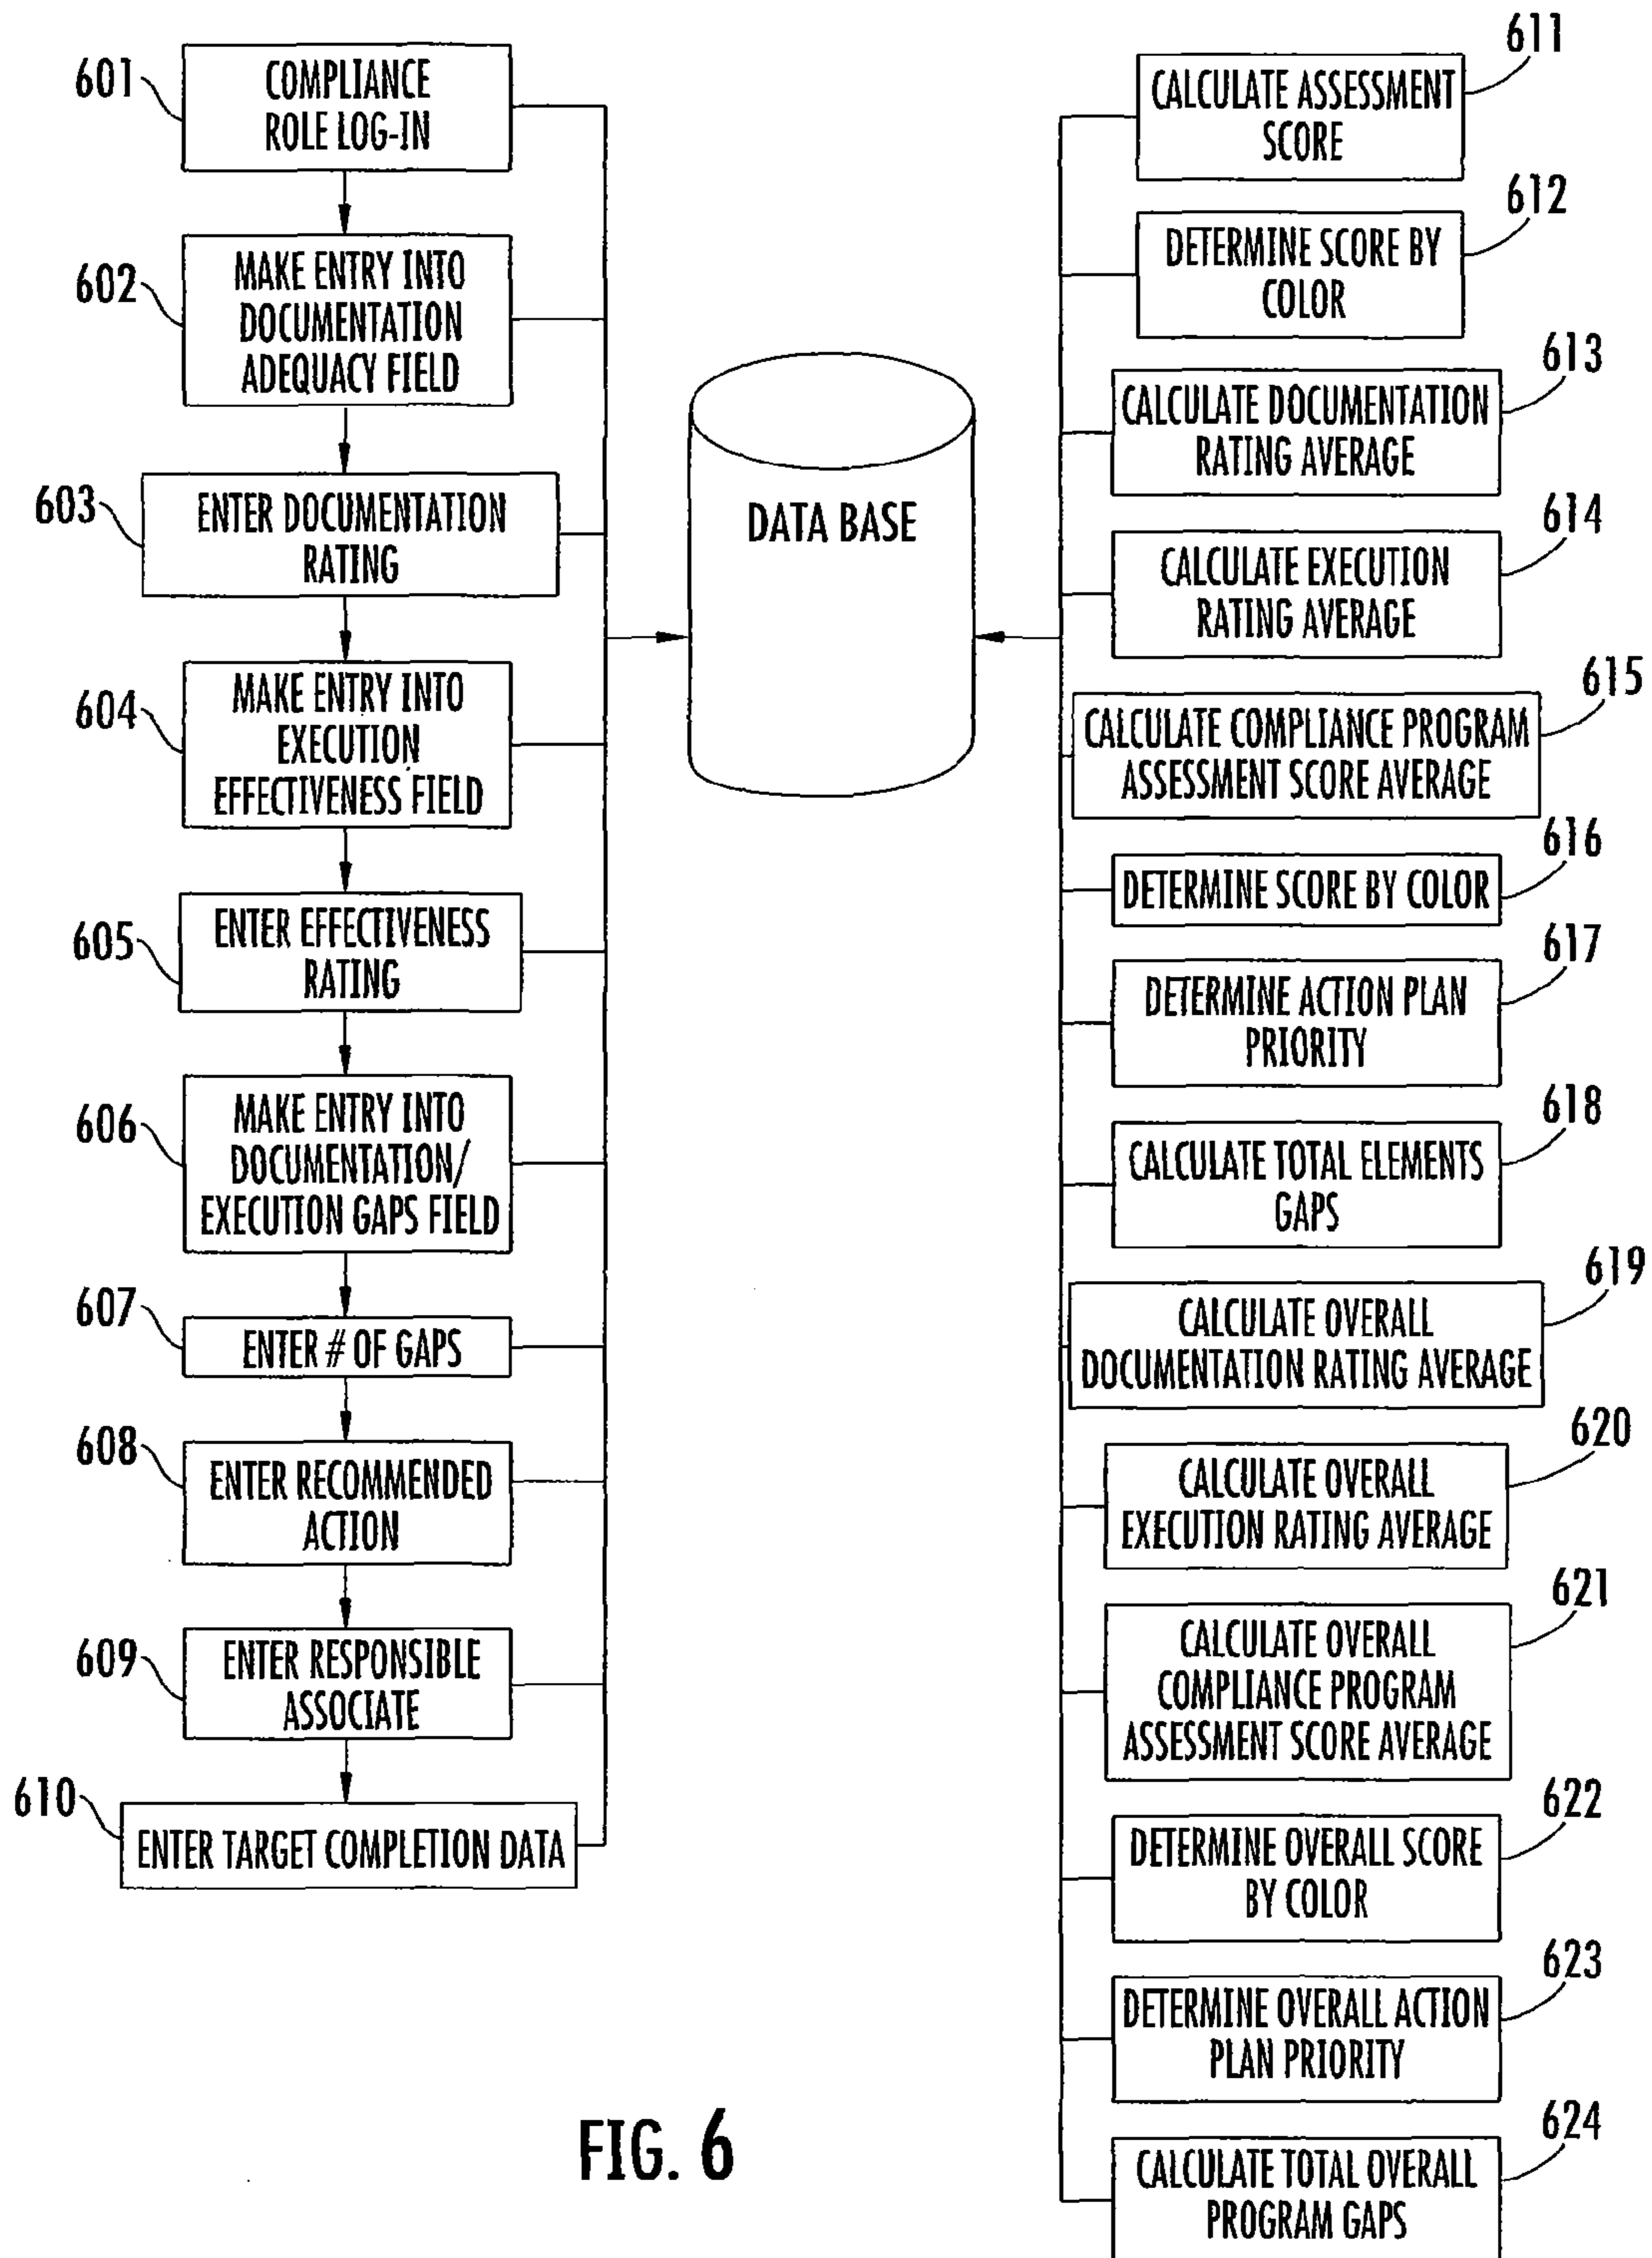 601
COMPLIANCE
ROLE LOG-IN
602
MAKE ENTRY INTO
DOCUMENTATION
ADEQUACY FIELD
603
ENTER DOCUMENTATION
RATING
604
MAKE ENTRY INTO
EXECUTION
EFFECTIVENESS FIELD
605
ENTER EFFECTIVENESS
RATING
606
MAKE ENTRY INTO
DOCUMENTATION/
EXECUTION GAPS FIELD
607
ENTER # OF GAPS
608
ENTER RECOMMENDED
ACTION
609
ENTER RESPONSIBLE
ASSOCIATE
610
ENTER TARGET COMPLETION DATA
DATA BASE
611
CALCULATE ASSESSMENT
SCORE
612
DETERMINE SCORE BY
COLOR
613
CALCULATE DOCUMENTATION
RATING AVERAGE
614
CALCULATE EXECUTION
RATING AVERAGE
615
CALCULATE COMPLIANCE PROGRAM
ASSESSMENT SCORE AVERAGE
616
DETERMINE SCORE BY COLOR
617
DETERMINE ACTION PLAN
PRIORITY
618
CALCULATE TOTAL ELEMENTS
GAPS
619
CALCULATE OVERALL
DOCUMENTATION RATING AVERAGE
620
CALCULATE OVERALL
EXECUTION RATING AVERAGE
621
CALCULATE OVERALL
COMPLIANCE PROGRAM
ASSESSMENT SCORE AVERAGE
622
DETERMINE OVERALL SCORE
BY COLOR
623
DETERMINE OVERALL ACTION
PLAN PRIORITY
624
CALCULATE TOTAL OVERALL
PROGRAM GAPS
FIG. 6